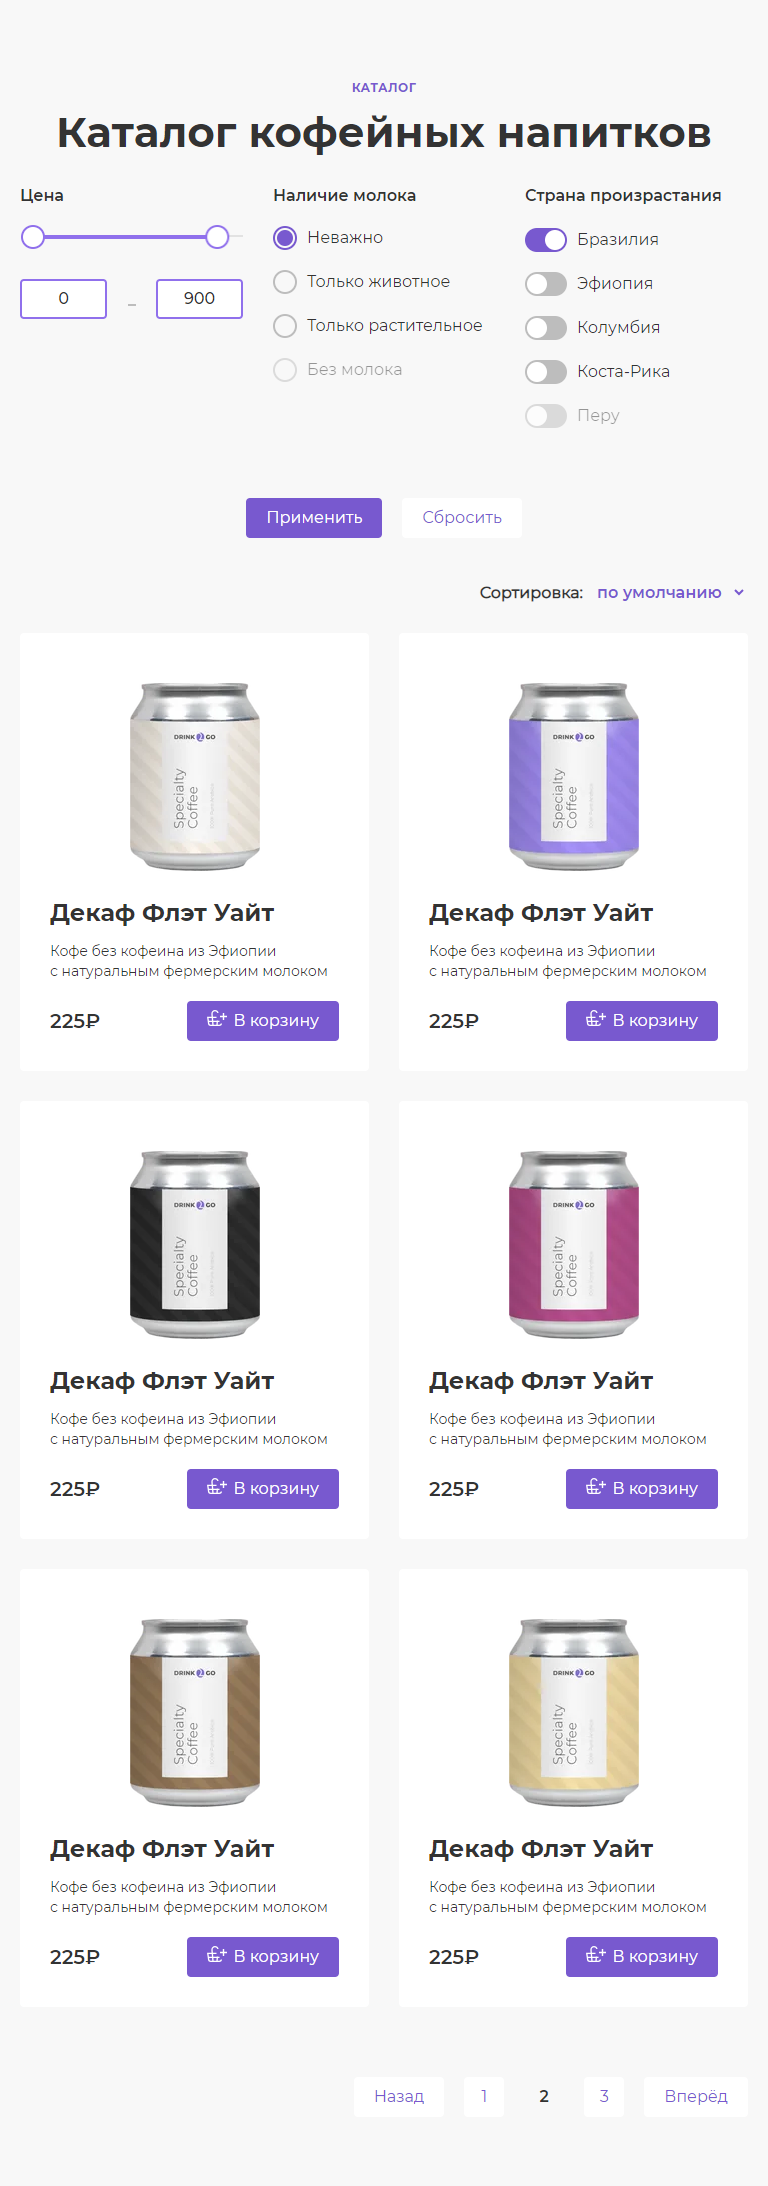 КАТАЛОГ
Каталог кофейных напитков
Цена
0
–
900
Наличие молока
Неважно
Только животное
Только растительное
Без молока
Страна произрастания
Бразилия
Эфиопия
Колумбия
Коста-Рика
Перу
Применить
Сбросить
Сортировка: по умолчанию
DRINK 2 GO
Specialty
Coffee
Декаф Флэт Уайт
Кофе без кофеина из Эфиопии
с натуральным фермерским молоком
225₽
В корзину
DRINK 2 GO
Specialty
Coffee
Декаф Флэт Уайт
Кофе без кофеина из Эфиопии
с натуральным фермерским молоком
225₽
В корзину
DRINK 2 GO
Specialty
Coffee
Декаф Флэт Уайт
Кофе без кофеина из Эфиопии
с натуральным фермерским молоком
225₽
В корзину
DRINK 2 GO
Specialty
Coffee
Декаф Флэт Уайт
Кофе без кофеина из Эфиопии
с натуральным фермерским молоком
225₽
В корзину
DRINK 2 GO
Specialty
Coffee
Декаф Флэт Уайт
Кофе без кофеина из Эфиопии
с натуральным фермерским молоком
225₽
В корзину
DRINK 2 GO
Specialty
Coffee
Декаф Флэт Уайт
Кофе без кофеина из Эфиопии
с натуральным фермерским молоком
225₽
В корзину
Назад 1 2 3 Вперёд